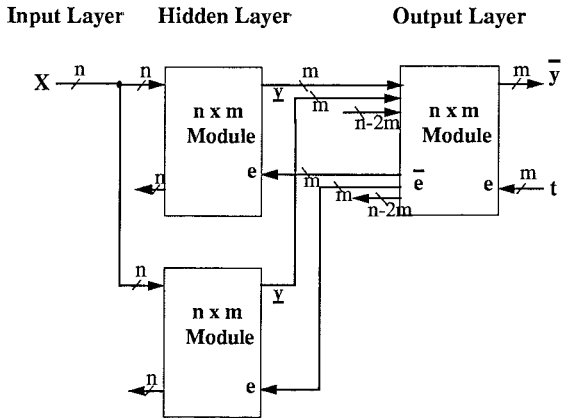 Input Layer Hidden Layer Output Layer
X n n m m y
y m
n x m
Module
n x m
Module
n-2m
n e m e e m t
m
n-2m
n y
n x m
Module
n e